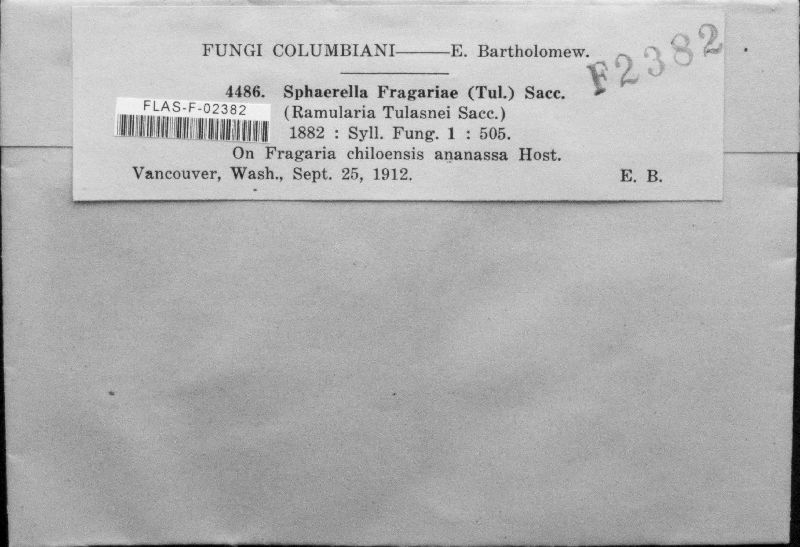 FUNGI COLUMBIANI——E. Bartholomew.
F2382
4486. Sphaerella Fragariae (Tul.) Sacc.
FLAS-F-02382
(Ramularia Tulasnei Sacc.)
1882 : Syll. Fung. 1 : 505.
On Fragaria chiloensis ananassa Host.
Vancouver, Wash., Sept. 25, 1912. E. B.